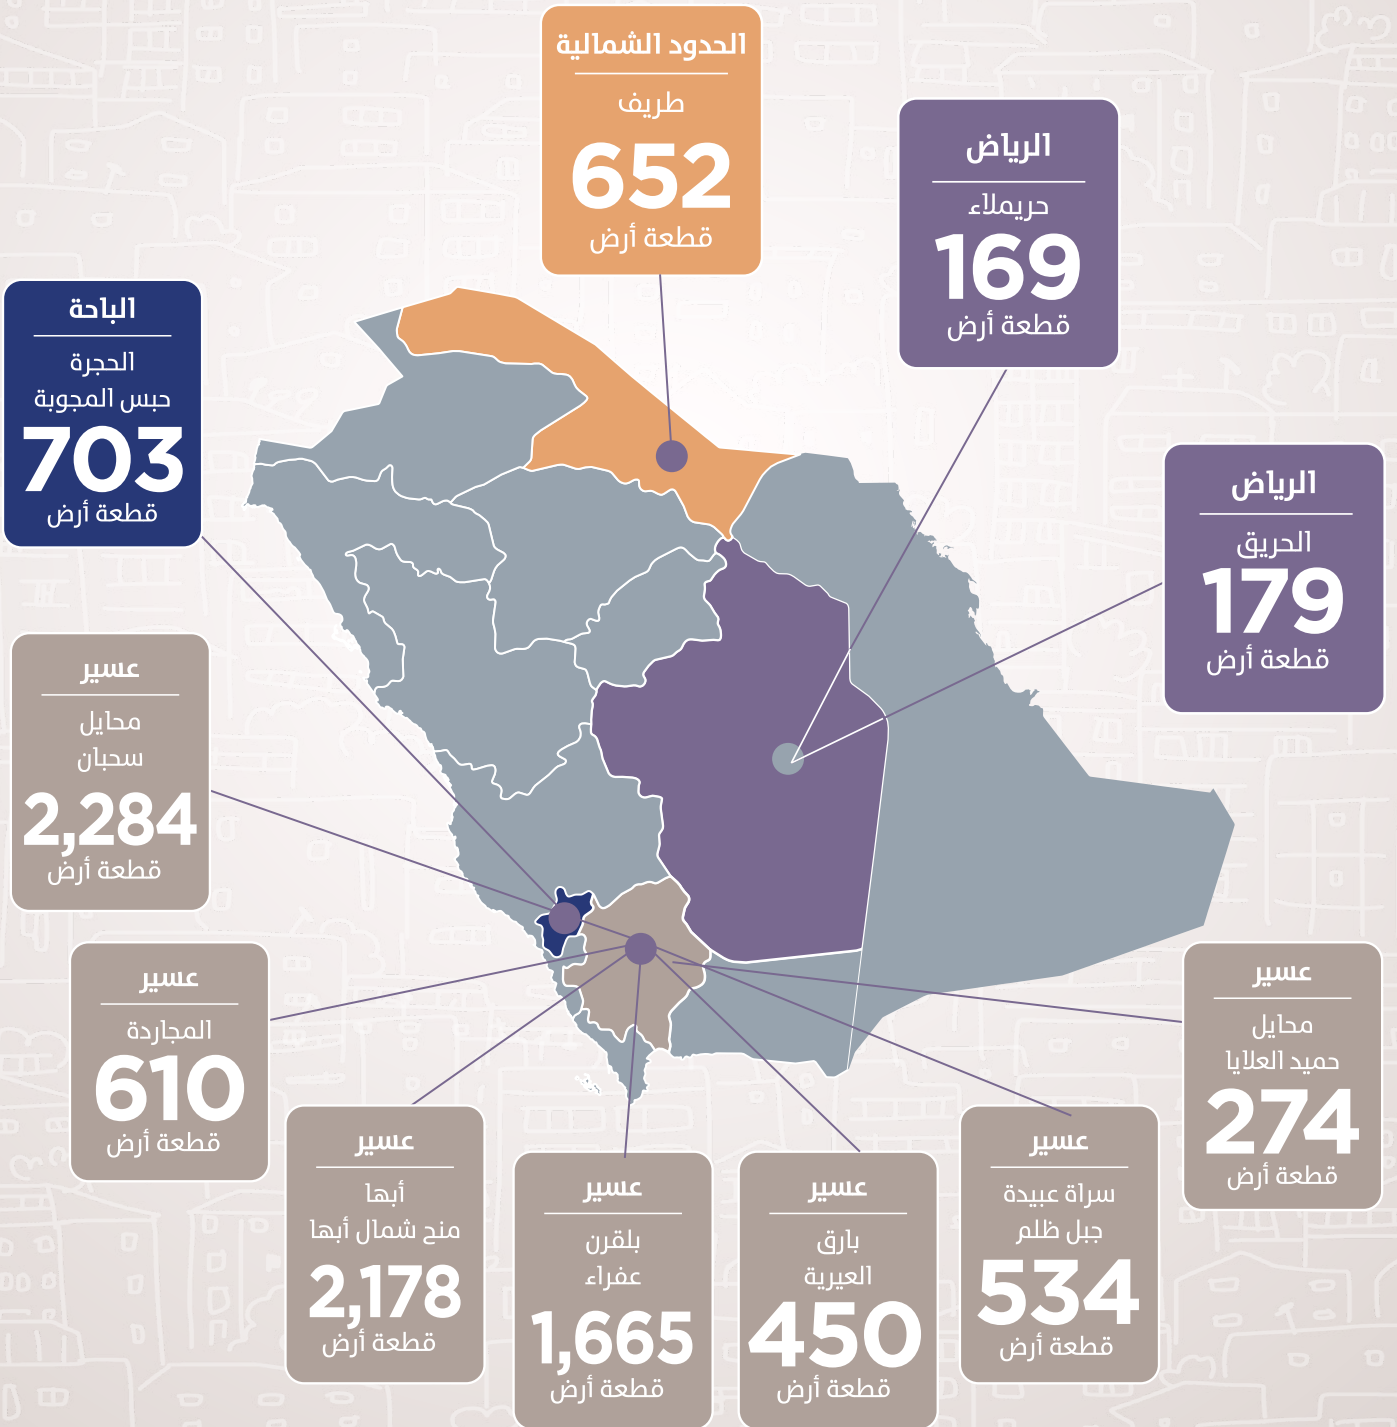 الحدود الشمالية
طريف
652
قطعة أرض
الرياض
حريملاء
169
قطعة أرض
الرياض
الحريق
179
قطعة أرض
الباحة
الحجرة
حبس المجوبة
703
قطعة أرض
عسير
محايل
سحبان
2,284
قطعة أرض
عسير
المجاردة
610
قطعة أرض
عسير
أبها
منح شمال أبها
2,178
قطعة أرض
عسير
بلقرن
عفراء
1,665
قطعة أرض
عسير
بارق
العيرية
450
قطعة أرض
عسير
سراة عبيدة
جبل ظلم
534
قطعة أرض
عسير
محايل
حميد العلايا
274
قطعة أرض